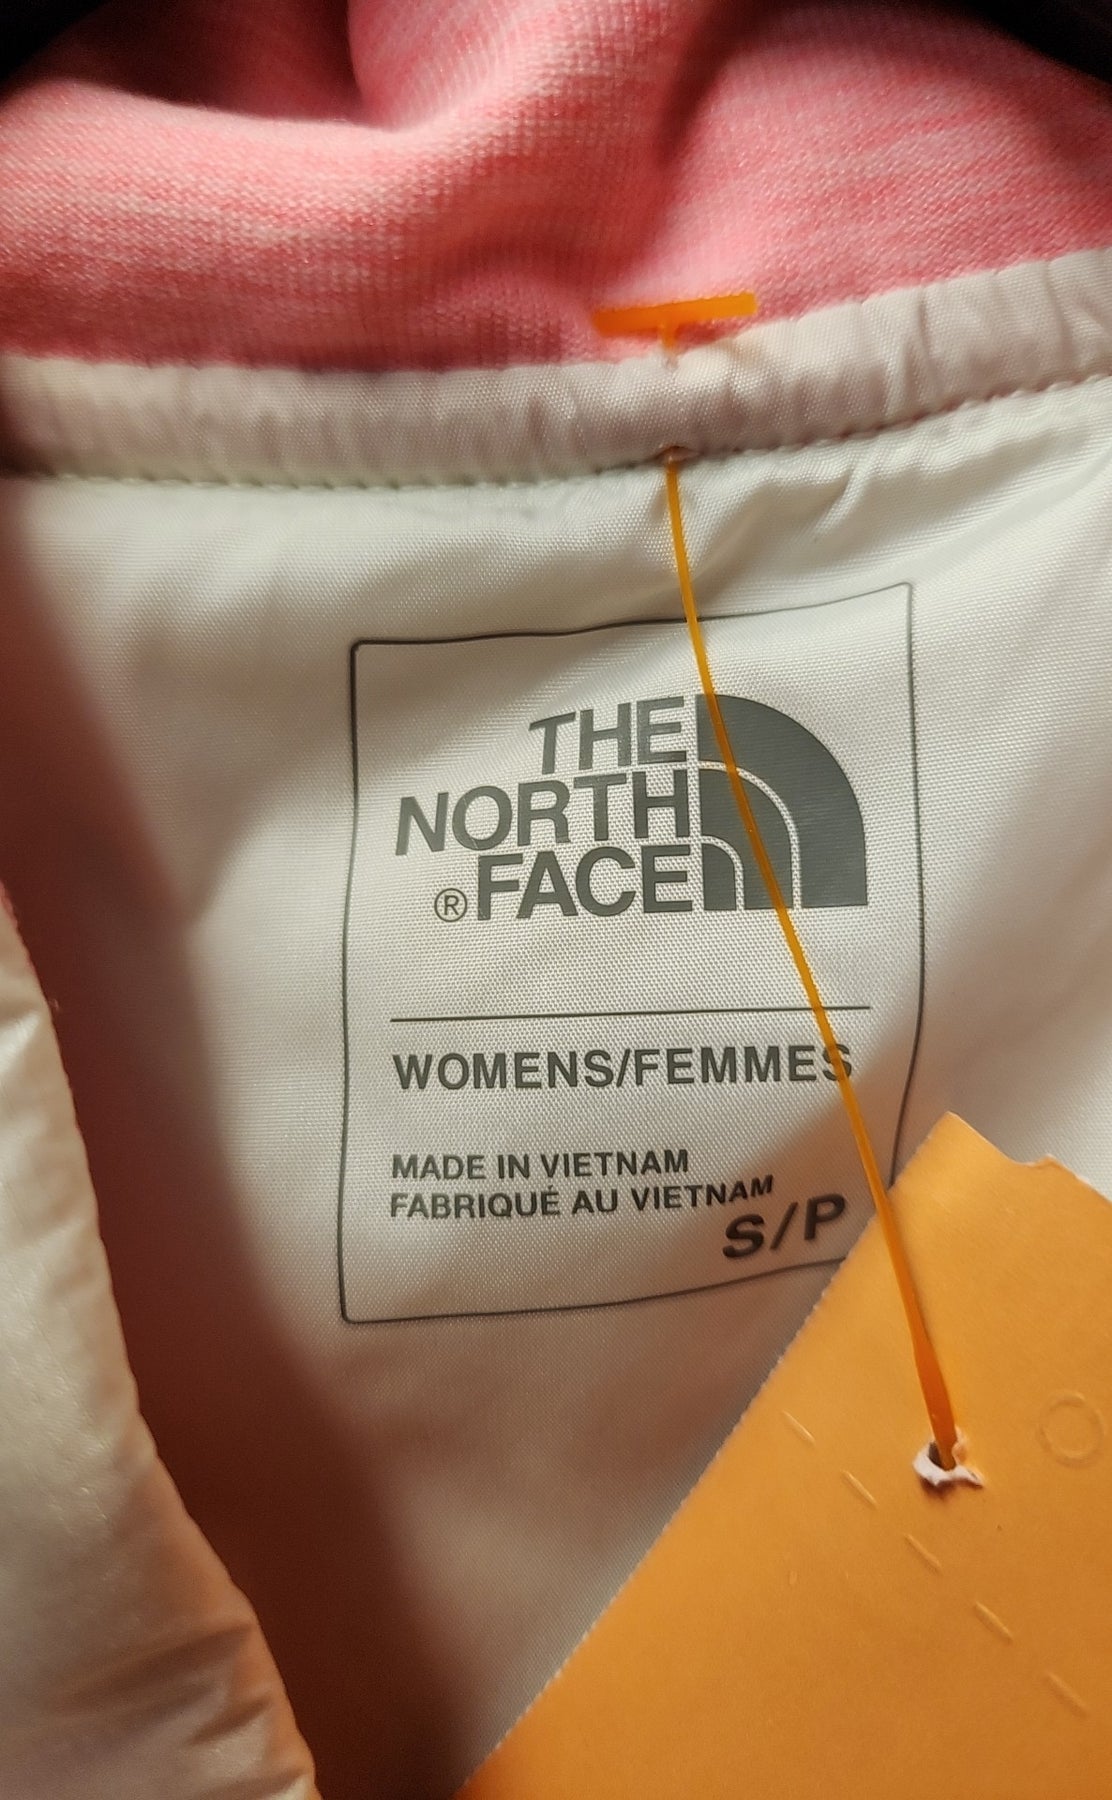 THE
NORTH
®FACE
WOMENS/FEMMES
MADE IN VIETNAM
FABRIQUÉ AU VIETNAM
S/P